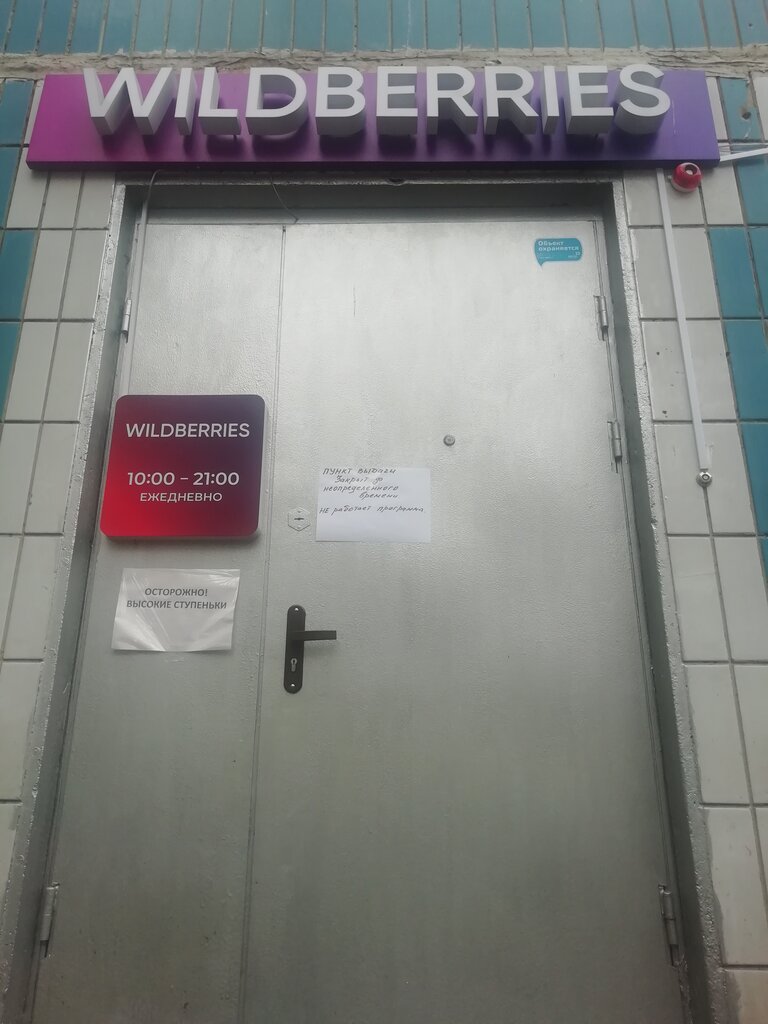 WILDBERRIES
Объект
охраняется
WILDBERRIES
10:00 – 21:00
ЕЖЕДНЕВНО
ПУНКТ выдачи
Закрыт до
неопределенного
времени
НЕ работает программа
ОСТОРОЖНО!
ВЫСОКИЕ СТУПЕНЬКИ